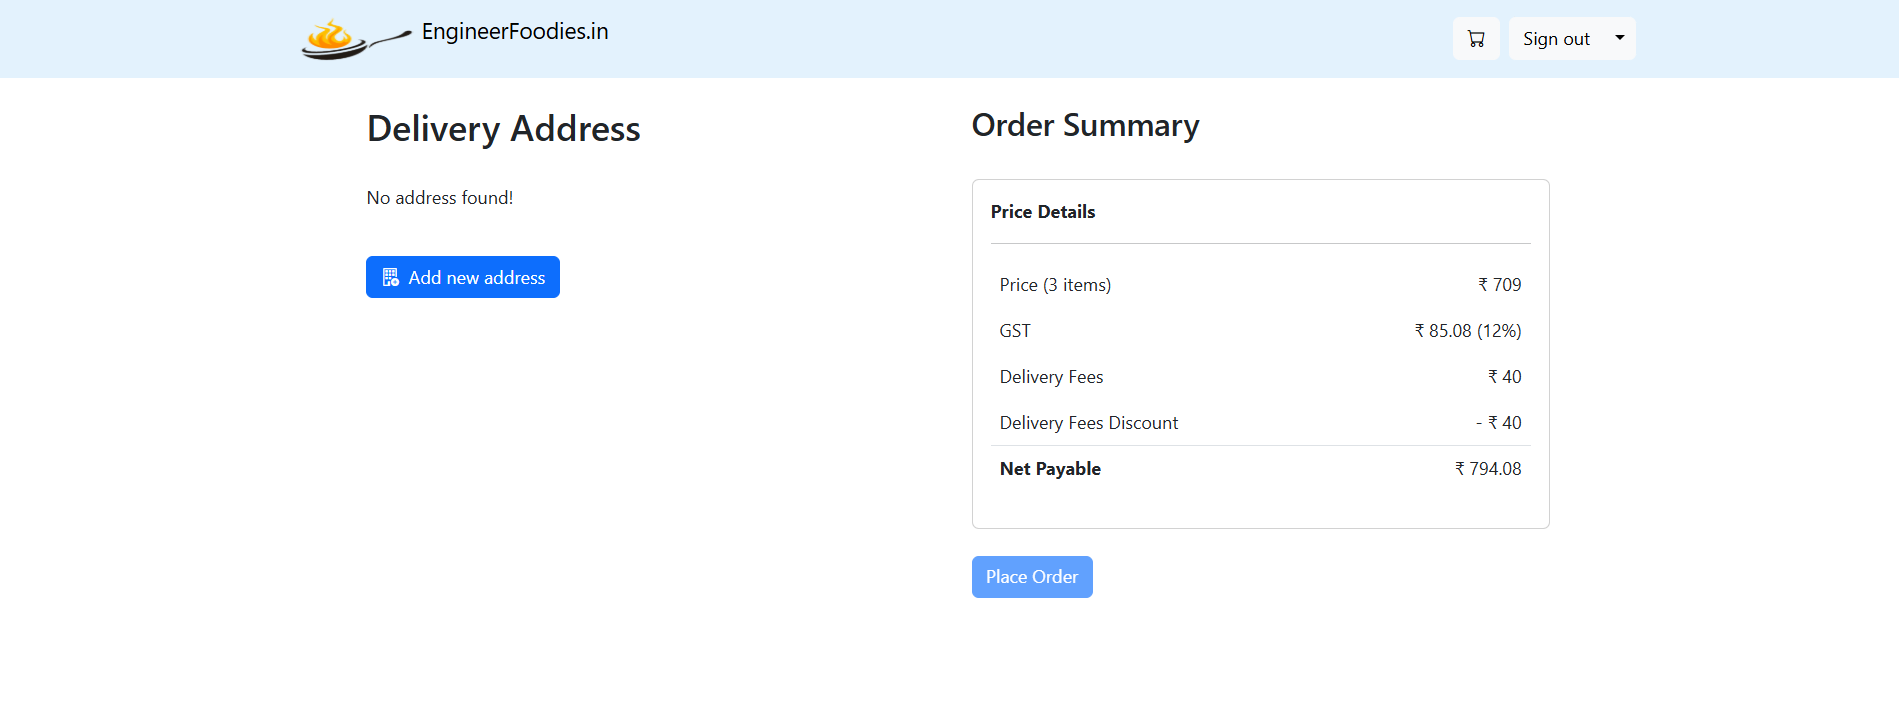 EngineerFoodies.in
Sign out
Delivery Address
No address found!
Add new address
Order Summary
Price Details
Price (3 items) ₹ 709
GST ₹ 85.08 (12%)
Delivery Fees ₹ 40
Delivery Fees Discount - ₹ 40
Net Payable ₹ 794.08
Place Order